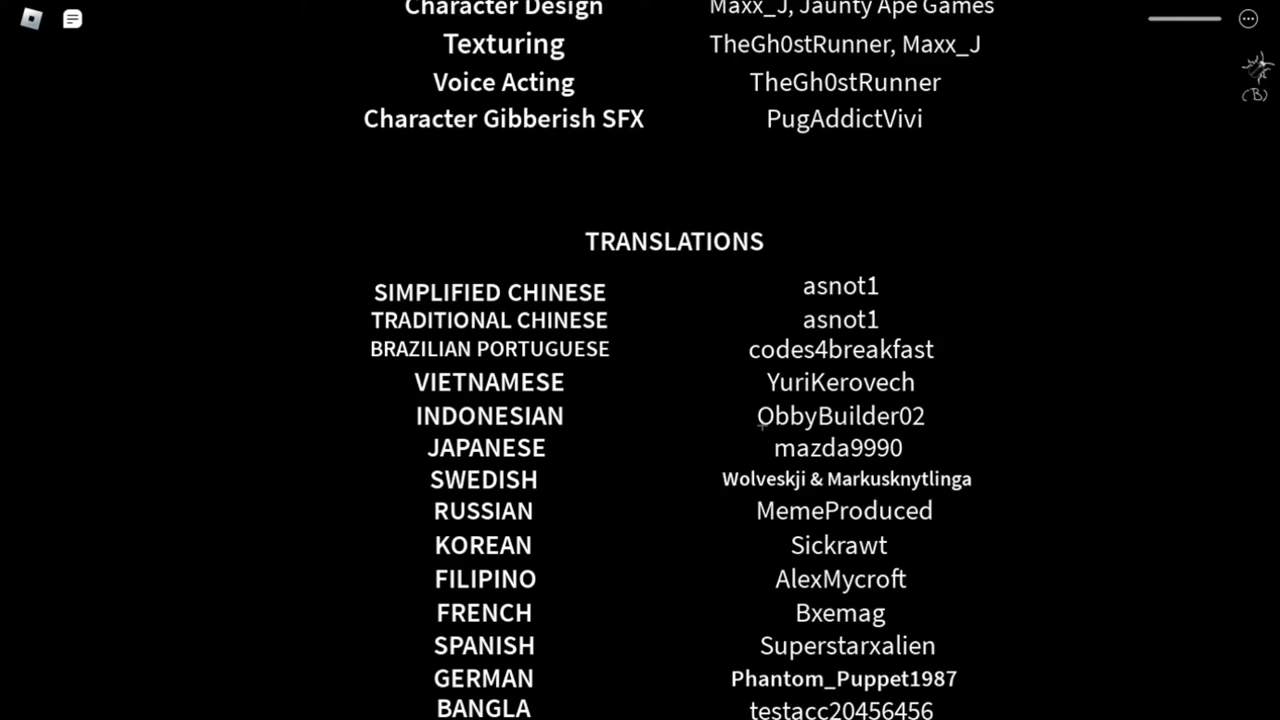 Character Design Maxx_J, Jaunty Ape Games
Texturing TheGh0stRunner, Maxx_J
Voice Acting TheGh0stRunner
Character Gibberish SFX PugAddictVivi
(B)
TRANSLATIONS
SIMPLIFIED CHINESE asnot1
TRADITIONAL CHINESE asnot1
BRAZILIAN PORTUGUESE codes4breakfast
VIETNAMESE YuriKerovech
INDONESIAN ObbyBuilder02
JAPANESE mazda9990
SWEDISH Wolveskji & Markusknytlinga
RUSSIAN MemeProduced
KOREAN Sickrawt
FILIPINO AlexMycroft
FRENCH Bxemag
SPANISH Superstarxalien
GERMAN Phantom_Puppet1987
BANGLA testacc20456456